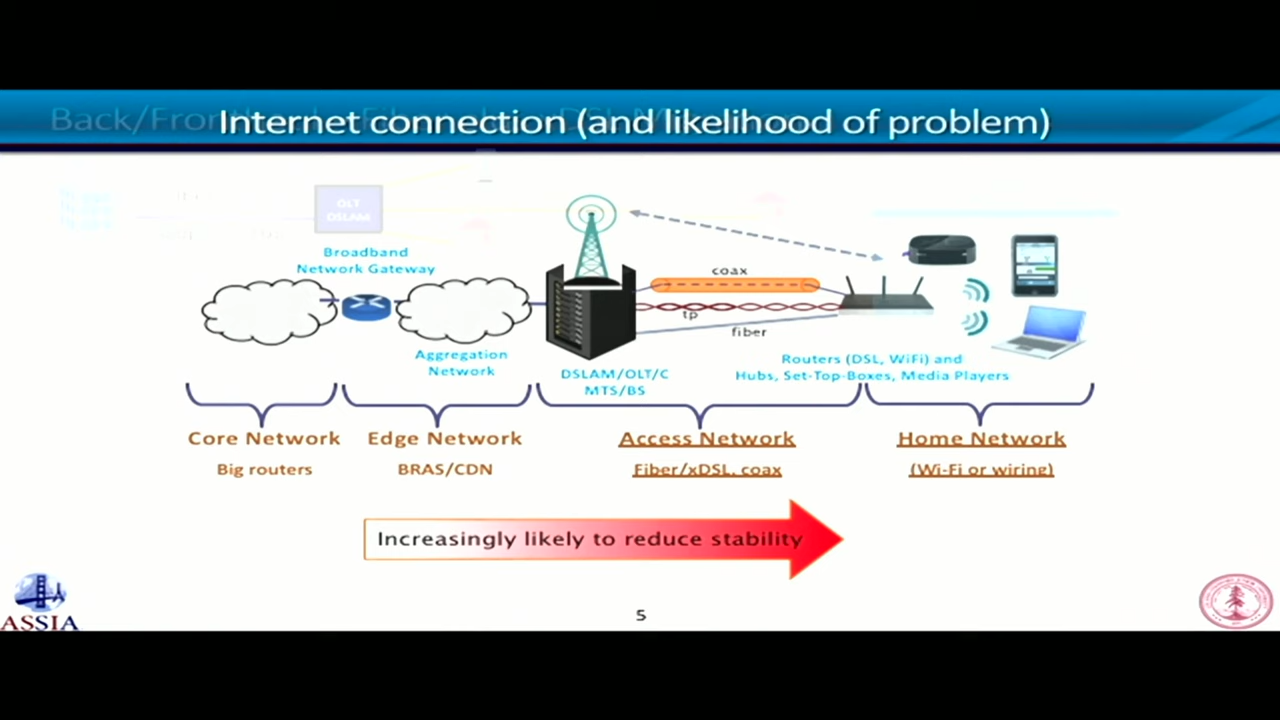 Internet connection (and likelihood of problem)
OLT
DSLAM
Broadband
Network Gateway
coax
tp
fiber
Aggregation
Network
DSLAM/OLT/C
MTS/BS
Routers (DSL, WiFi) and
Hubs, Set-Top-Boxes, Media Players
Core Network
Edge Network
Access Network
Home Network
Big routers
BRAS/CDN
Fiber/xDSL, coax
(Wi-Fi or wiring)
Increasingly likely to reduce stability
5
ASSIA